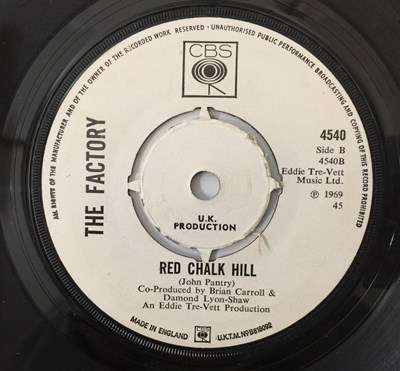 ALL RIGHTS OF THE MANUFACTURER AND OF THE OWNER OF THE RECORDED WORK RESERVED · UNAUTHORISED PUBLIC PERFORMANCE BROADCASTING AND COPYING OF THIS RECORD PROHIBITED
CBS
THE FACTORY
4540
Side B
4540B
Eddie Tre-Vett
Music Ltd.
℗ 1969
45
U.K.
PRODUCTION
RED CHALK HILL
(John Pantry)
Co-Produced by Brian Carroll &
Damond Lyon-Shaw
An Eddie Tre-Vett Production
MADE IN ENGLAND
CBS
·U.K.T.M.NºB818092